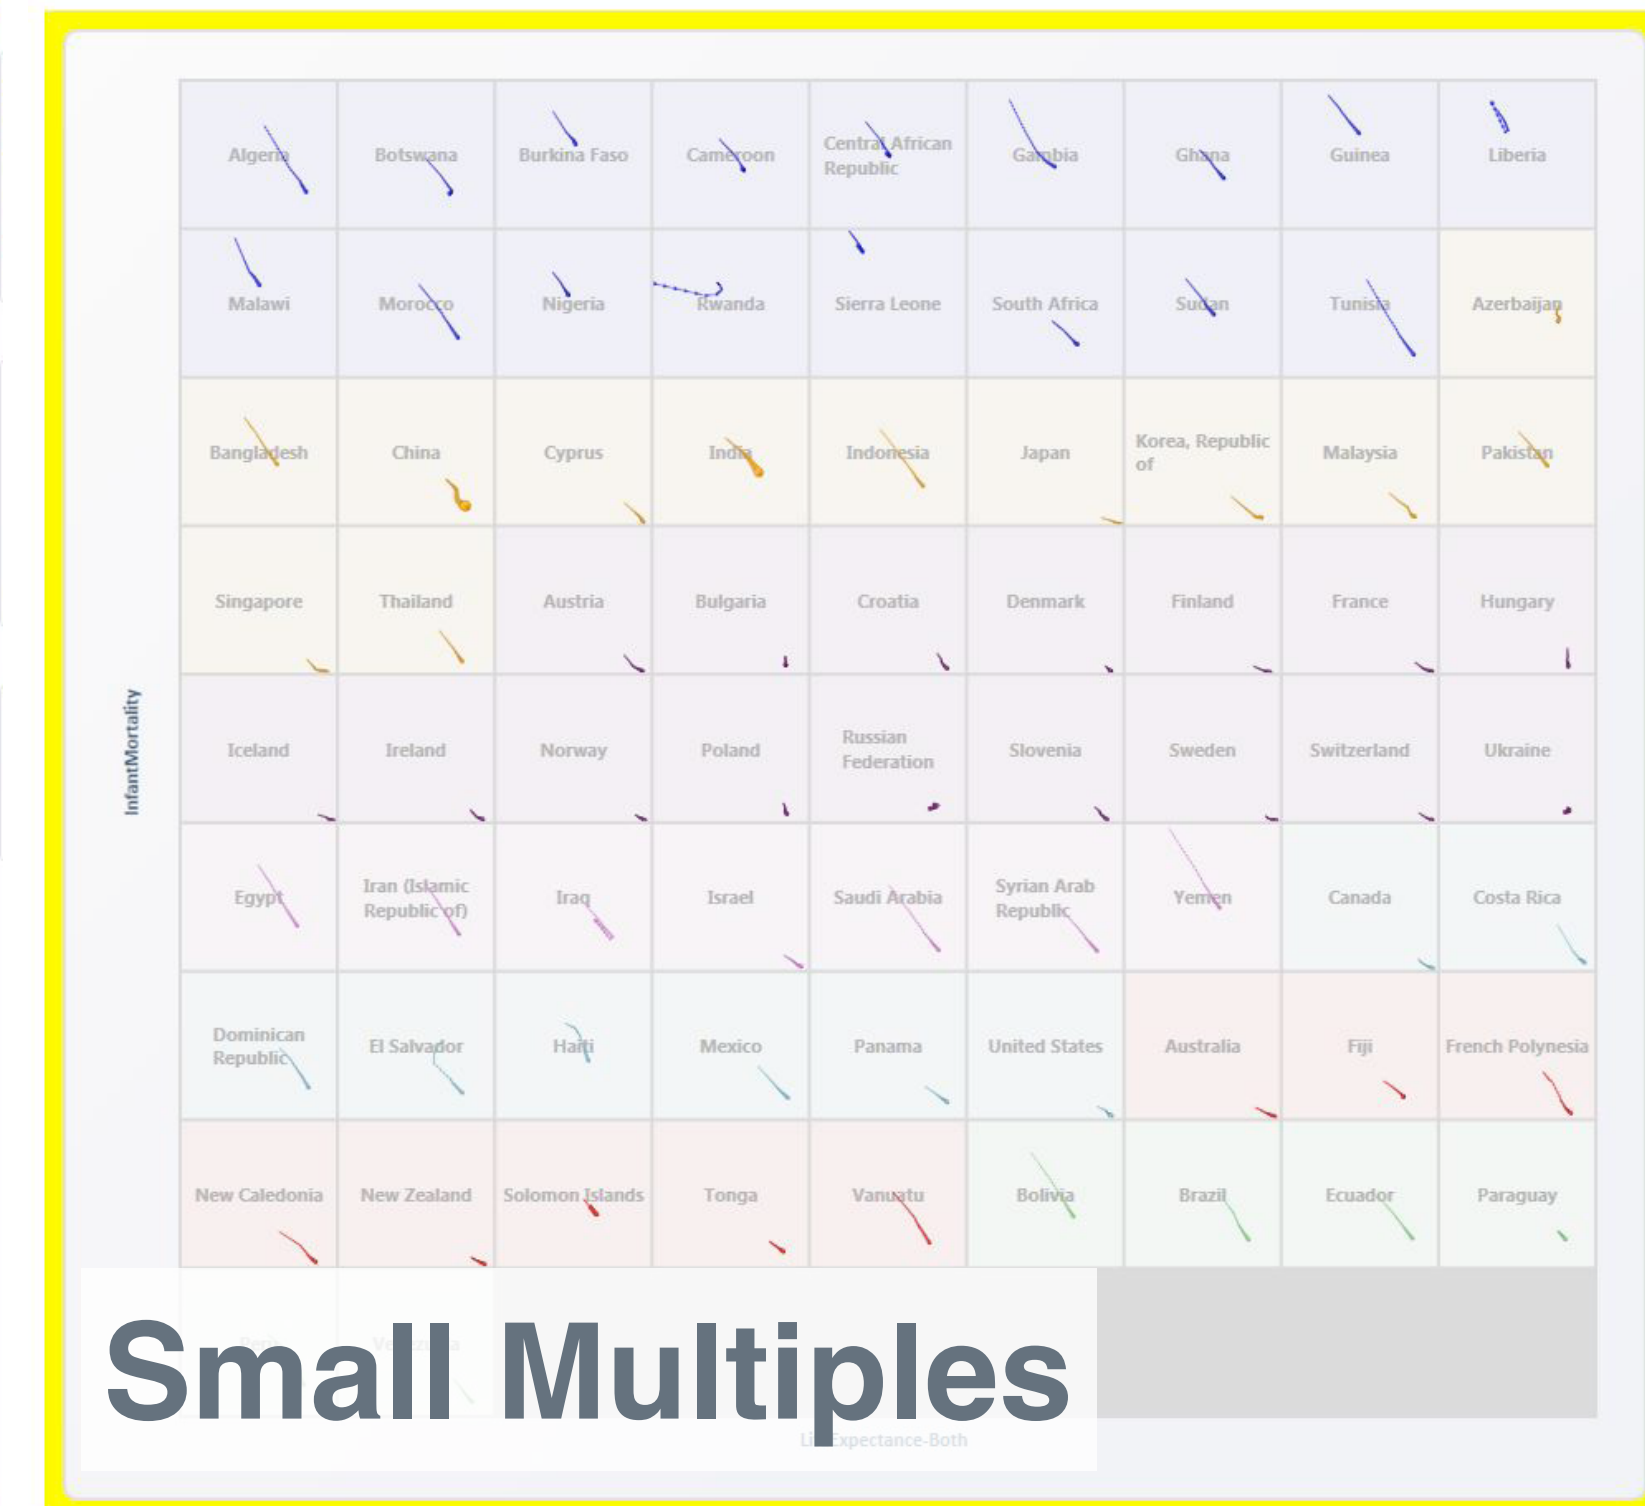 Algeria
Botswana
Burkina Faso
Cameroon
Central African
Republic
Gambia
Ghana
Guinea
Liberia
Malawi
Morocco
Nigeria
Rwanda
Sierra Leone
South Africa
Sudan
Tunisia
Azerbaijan
Bangladesh
China
Cyprus
India
Indonesia
Japan
Korea, Republic
of
Malaysia
Pakistan
Singapore
Thailand
Austria
Bulgaria
Croatia
Denmark
Finland
France
Hungary
InfantMortality
Iceland
Ireland
Norway
Poland
Russian
Federation
Slovenia
Sweden
Switzerland
Ukraine
Egypt
Iran (Islamic
Republic of)
Iraq
Israel
Saudi Arabia
Syrian Arab
Republic
Yemen
Canada
Costa Rica
Dominican
Republic
El Salvador
Haiti
Mexico
Panama
United States
Australia
Fiji
French Polynesia
New Caledonia
New Zealand
Solomon Islands
Tonga
Vanuatu
Bolivia
Brazil
Ecuador
Paraguay
Small Multiples